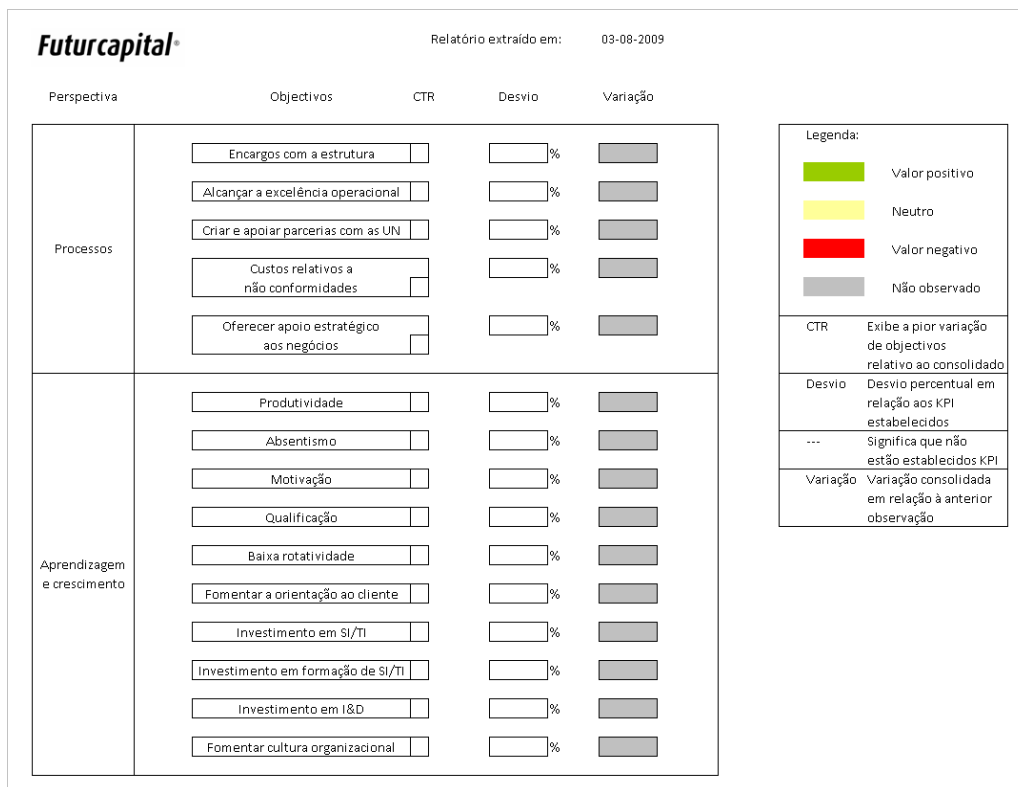 Futurcapital®
Relatório extraído em: 03-08-2009
Perspectiva Objectivos CTR Desvio Variação
Processos
Encargos com a estrutura %
Alcançar a excelência operacional %
Criar e apoiar parcerias com as UN %
Custos relativos a
não conformidades %
Oferecer apoio estratégico
aos negócios %
Aprendizagem
e crescimento
Produtividade %
Absentismo %
Motivação %
Qualificação %
Baixa rotatividade %
Fomentar a orientação ao cliente %
Investimento em SI/TI %
Investimento em formação de SI/TI %
Investimento em I&D %
Fomentar cultura organizacional %
Legenda:
Valor positivo
Neutro
Valor negativo
Não observado
CTR Exibe a pior variação
de objectivos
relativo ao consolidado
Desvio Desvio percentual em
relação aos KPI
estabelecidos
--- Significa que não
estão establecidos KPI
Variação Variação consolidada
em relação à anterior
observação